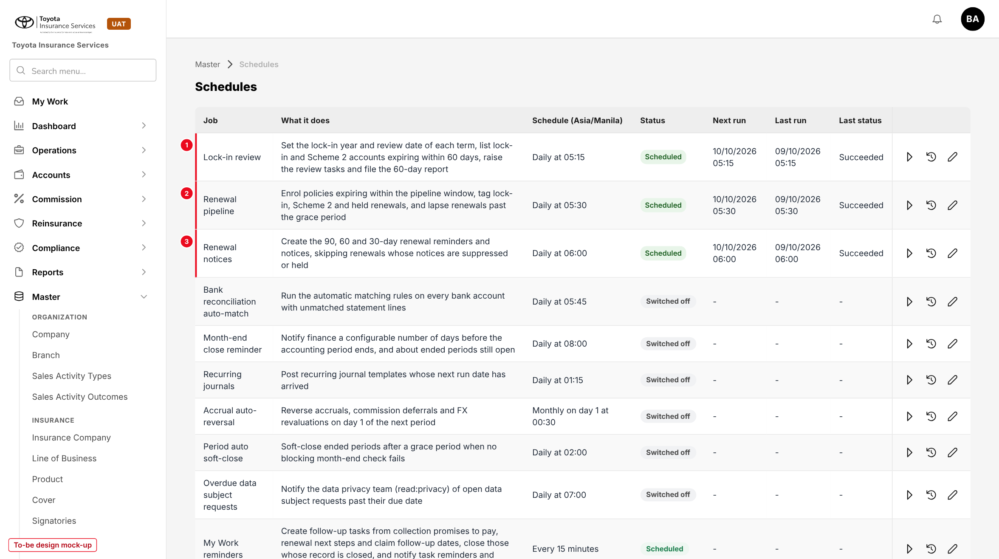 Toyota
Insurance Services
UAT
Toyota Insurance Services
Search menu...
My Work
Dashboard
Operations
Accounts
Commission
Reinsurance
Compliance
Reports
Master
ORGANIZATION
Company
Branch
Sales Activity Types
Sales Activity Outcomes
INSURANCE
Insurance Company
Line of Business
Product
Cover
Signatories
To-be design mock-up
BA
Master
Schedules
Schedules
Job
What it does
Schedule (Asia/Manila)
Status
Next run
Last run
Last status
1
Lock-in review
Set the lock-in year and review date of each term, list lock-
in and Scheme 2 accounts expiring within 60 days, raise
the review tasks and file the 60-day report
Daily at 05:15
Scheduled
10/10/2026
05:15
09/10/2026
05:15
Succeeded
2
Renewal
pipeline
Enrol policies expiring within the pipeline window, tag lock-
in, Scheme 2 and held renewals, and lapse renewals past
the grace period
Daily at 05:30
Scheduled
10/10/2026
05:30
09/10/2026
05:30
Succeeded
3
Renewal
notices
Create the 90, 60 and 30-day renewal reminders and
notices, skipping renewals whose notices are suppressed
or held
Daily at 06:00
Scheduled
10/10/2026
06:00
09/10/2026
06:00
Succeeded
Bank
reconciliation
auto-match
Run the automatic matching rules on every bank account
with unmatched statement lines
Daily at 05:45
Switched off
-
-
-
Month-end
close reminder
Notify finance a configurable number of days before the
accounting period ends, and about ended periods still open
Daily at 08:00
Switched off
-
-
-
Recurring
journals
Post recurring journal templates whose next run date has
arrived
Daily at 01:15
Switched off
-
-
-
Accrual auto-
reversal
Reverse accruals, commission deferrals and FX
revaluations on day 1 of the next period
Monthly on day 1 at
00:30
Switched off
-
-
-
Period auto
soft-close
Soft-close ended periods after a grace period when no
blocking month-end check fails
Daily at 02:00
Switched off
-
-
-
Overdue data
subject
requests
Notify the data privacy team (read:privacy) of open data
subject requests past their due date
Daily at 07:00
Switched off
-
-
-
My Work
reminders
Create follow-up tasks from collection promises to pay,
renewal next steps and claim follow-up dates, close those
whose record is closed, and notify task reminders and
Every 15 minutes
Scheduled
-
-
-